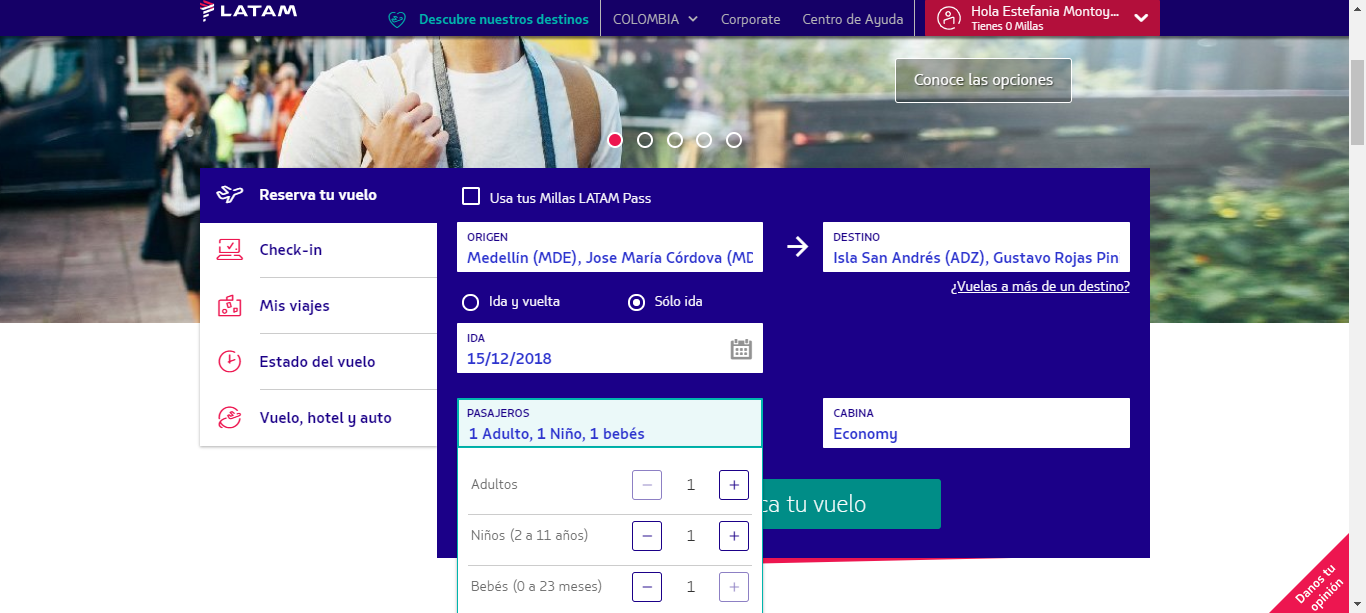 LATAM
Descubre nuestros destinos
COLOMBIA
Corporate
Centro de Ayuda
Hola Estefania Montoy...
Tienes 0 Millas
Conoce las opciones
Reserva tu vuelo
Check-in
Mis viajes
Estado del vuelo
Vuelo, hotel y auto
Usa tus Millas LATAM Pass
ORIGEN
Medellín (MDE), Jose María Córdova (MD
DESTINO
Isla San Andrés (ADZ), Gustavo Rojas Pin
¿Vuelas a más de un destino?
Ida y vuelta
Sólo ida
IDA
15/12/2018
PASAJEROS
1 Adulto, 1 Niño, 1 bebés
CABINA
Economy
Adultos − 1 +
Niños (2 a 11 años) − 1 +
Bebés (0 a 23 meses) − 1 +
ca tu vuelo
Danos tu
opinión